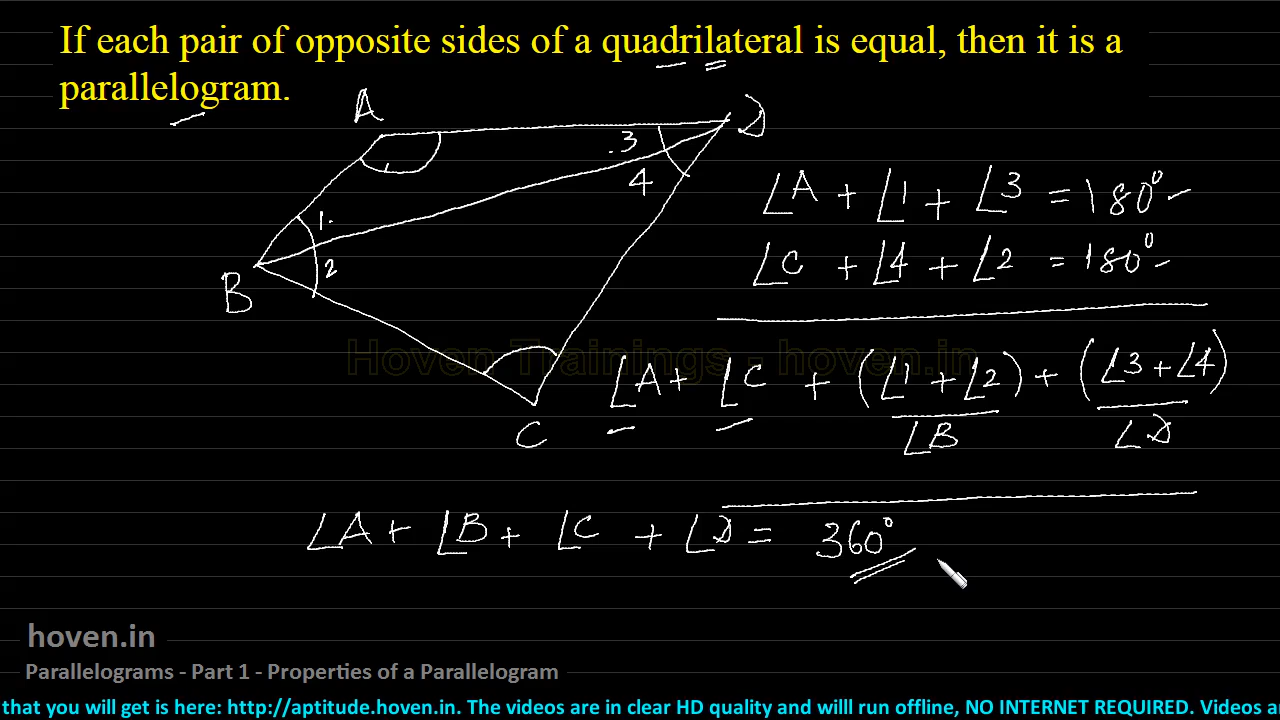 If each pair of opposite sides of a quadrilateral is equal, then it is a
parallelogram.
A
D
.3
4
1.
2
B
C
∠A + ∠1 + ∠3 = 180°
∠C + ∠4 + ∠2 = 180°
Hoven Trainings - hoven.in
∠A + ∠C + (∠1 + ∠2) + (∠3 + ∠4)
∠B ∠D
∠A + ∠B + ∠C + ∠D = 360°
hoven.in
Parallelograms - Part 1 - Properties of a Parallelogram
that you will get is here: http://aptitude.hoven.in. The videos are in clear HD quality and willl run offline, NO INTERNET REQUIRED. Videos a